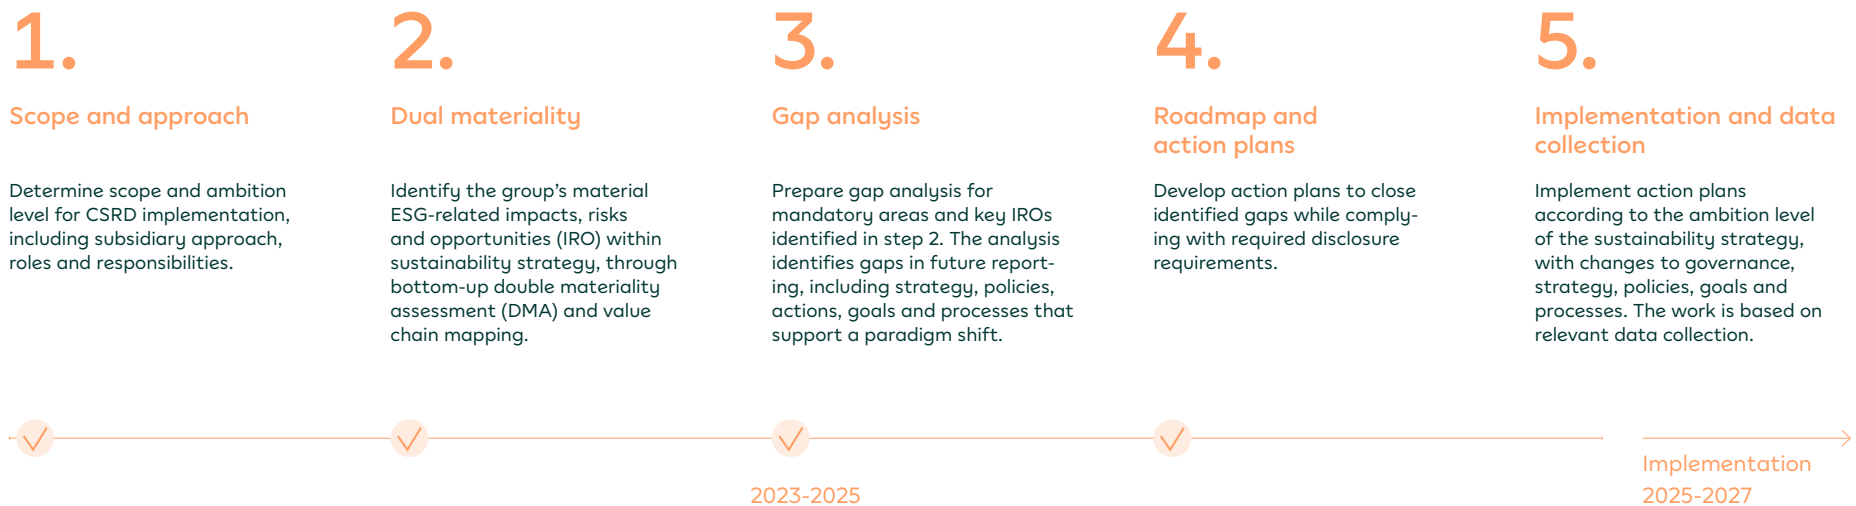 1.
Scope and approach
Determine scope and ambition
level for CSRD implementation,
including subsidiary approach,
roles and responsibilities.
2.
Dual materiality
Identify the group’s material
ESG-related impacts, risks
and opportunities (IRO) within
sustainability strategy, through
bottom-up double materiality
assessment (DMA) and value
chain mapping.
3.
Gap analysis
Prepare gap analysis for
mandatory areas and key IROs
identified in step 2. The analysis
identifies gaps in future report-
ing, including strategy, policies,
actions, goals and processes that
support a paradigm shift.
4.
Roadmap and
action plans
Develop action plans to close
identified gaps while comply-
ing with required disclosure
requirements.
5.
Implementation and data
collection
Implement action plans
according to the ambition level
of the sustainability strategy,
with changes to governance,
strategy, policies, goals and
processes. The work is based on
relevant data collection.
2023-2025
Implementation
2025-2027